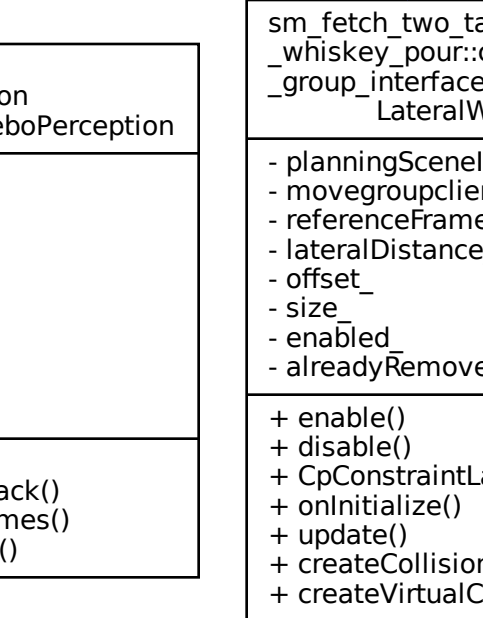 on
eboPerception
ack()
mes()
()
sm_fetch_two_ta
_whiskey_pour::c
_group_interface
LateralW
- planningSceneI
- movegroupclien
- referenceFrame
- lateralDistance
- offset_
- size_
- enabled_
- alreadyRemove
+ enable()
+ disable()
+ CpConstraintLa
+ onInitialize()
+ update()
+ createCollision
+ createVirtualC